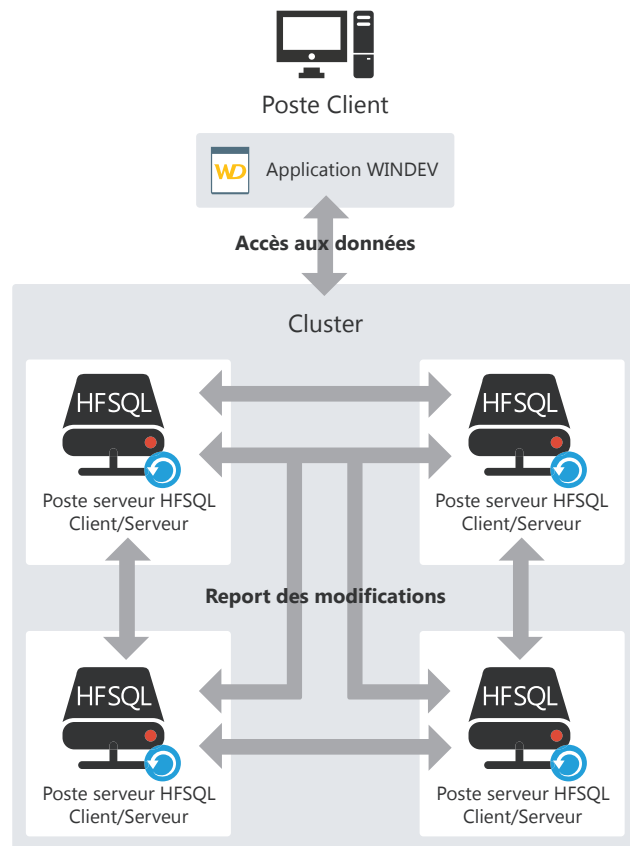 Poste Client
WD Application WINDEV
Accès aux données
Cluster
HFSQL
Poste serveur HFSQL
Client/Serveur
HFSQL
Poste serveur HFSQL
Client/Serveur
Report des modifications
HFSQL
Poste serveur HFSQL
Client/Serveur
HFSQL
Poste serveur HFSQL
Client/Serveur